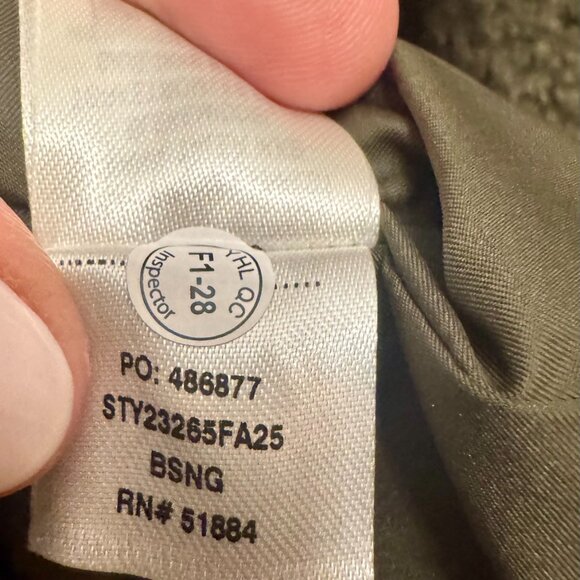 YHL QC
F1-28
Inspector
PO: 486877
STY23265FA25
BSNG
RN# 51884